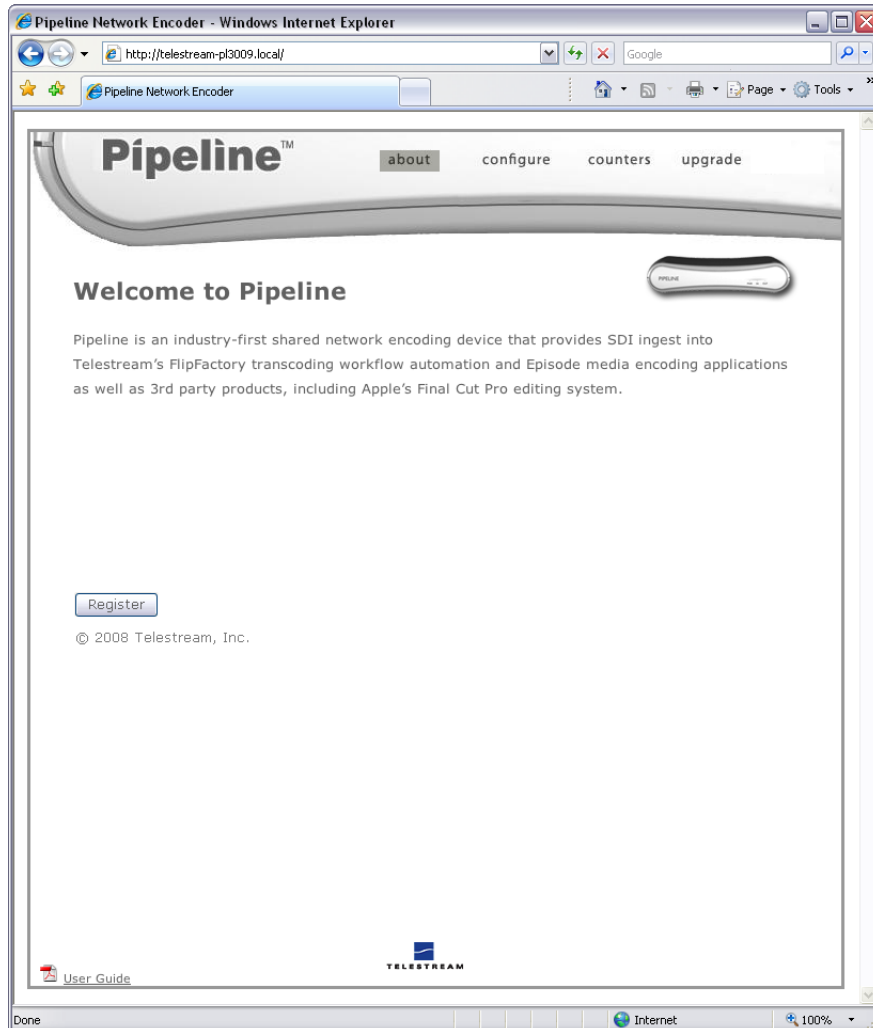 Pipeline Network Encoder - Windows Internet Explorer
http://telestream-pl3009.local/
Google
Pipeline Network Encoder
Page
Tools
Pipeline™
about configure counters upgrade
PIPELINE
Welcome to Pipeline
Pipeline is an industry-first shared network encoding device that provides SDI ingest into
Telestream’s FlipFactory transcoding workflow automation and Episode media encoding applications
as well as 3rd party products, including Apple’s Final Cut Pro editing system.
Register
© 2008 Telestream, Inc.
TELESTREAM
User Guide
Done
Internet
100%